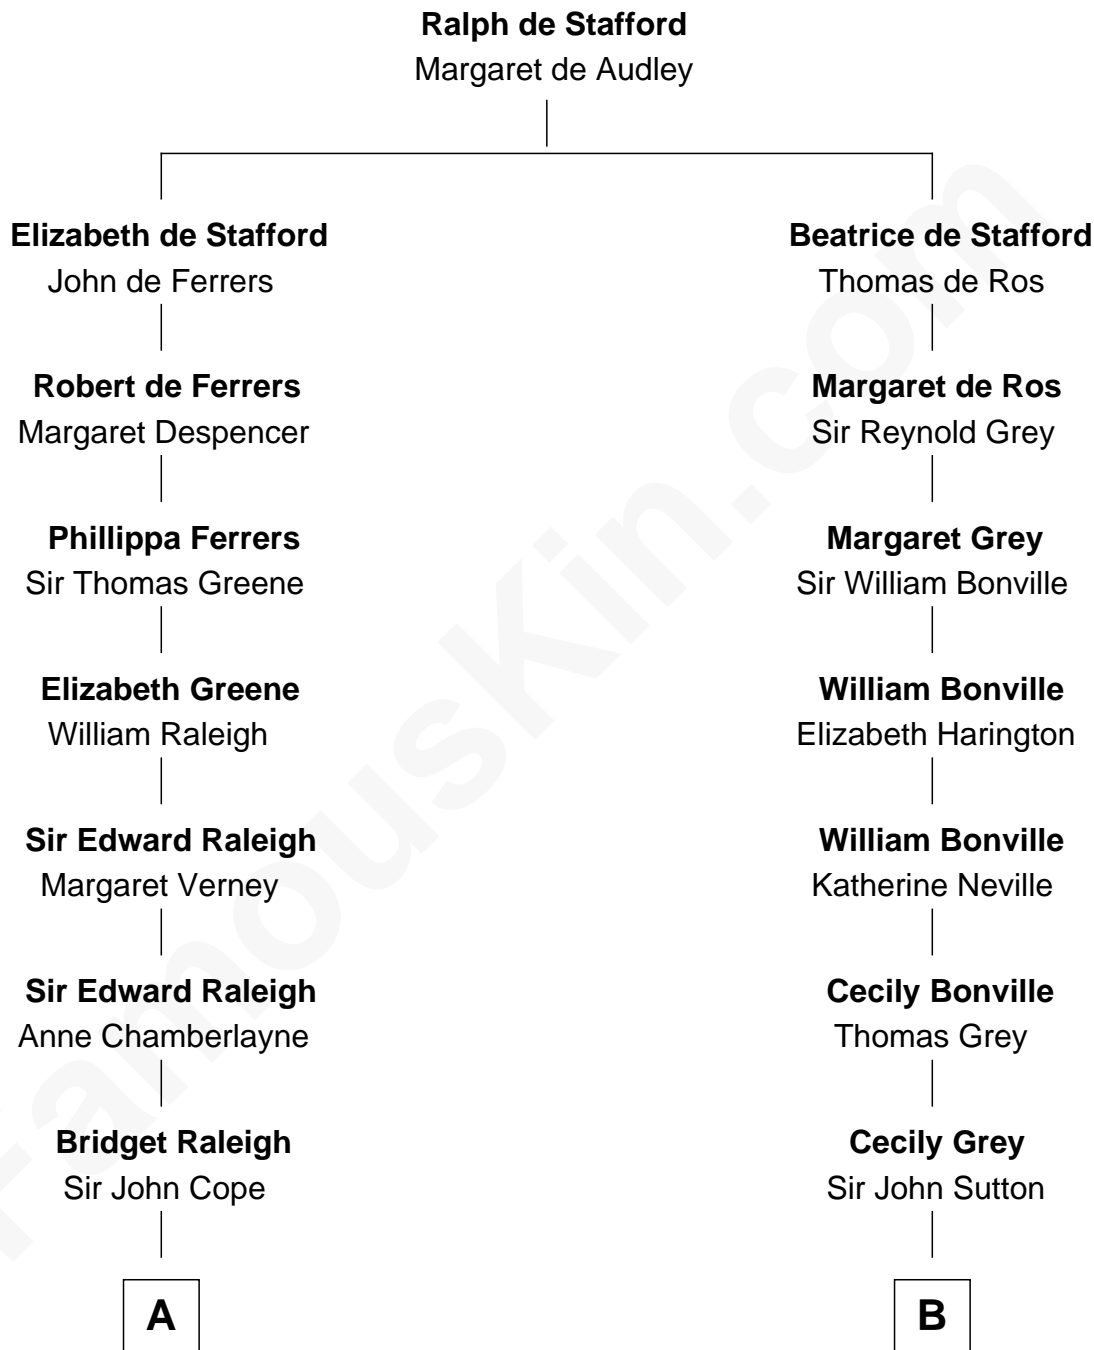 Ralph de Stafford
Margaret de Audley
Elizabeth de Stafford
John de Ferrers
Robert de Ferrers
Margaret Despencer
Phillippa Ferrers
Sir Thomas Greene
Elizabeth Greene
William Raleigh
Sir Edward Raleigh
Margaret Verney
Sir Edward Raleigh
Anne Chamberlayne
Bridget Raleigh
Sir John Cope
A
Beatrice de Stafford
Thomas de Ros
Margaret de Ros
Sir Reynold Grey
Margaret Grey
Sir William Bonville
William Bonville
Elizabeth Harington
William Bonville
Katherine Neville
Cecily Bonville
Thomas Grey
Cecily Grey
Sir John Sutton
B
FamousKin.com